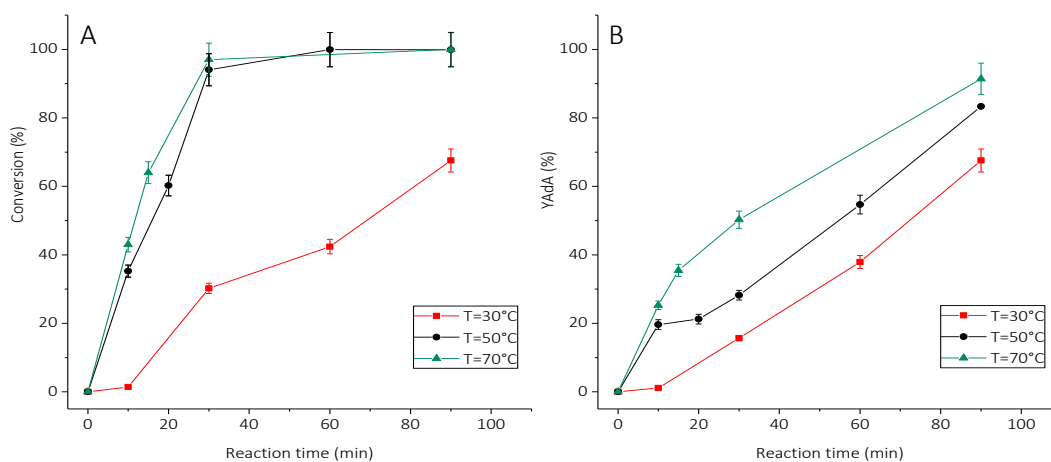 A
Conversion (%)
100
80
60
40
20
0
T=30°C
T=50°C
T=70°C
0 20 40 60 80 100
Reaction time (min)
B
YAdA (%)
100
80
60
40
20
0
T=30°C
T=50°C
T=70°C
0 20 40 60 80 100
Reaction time (min)